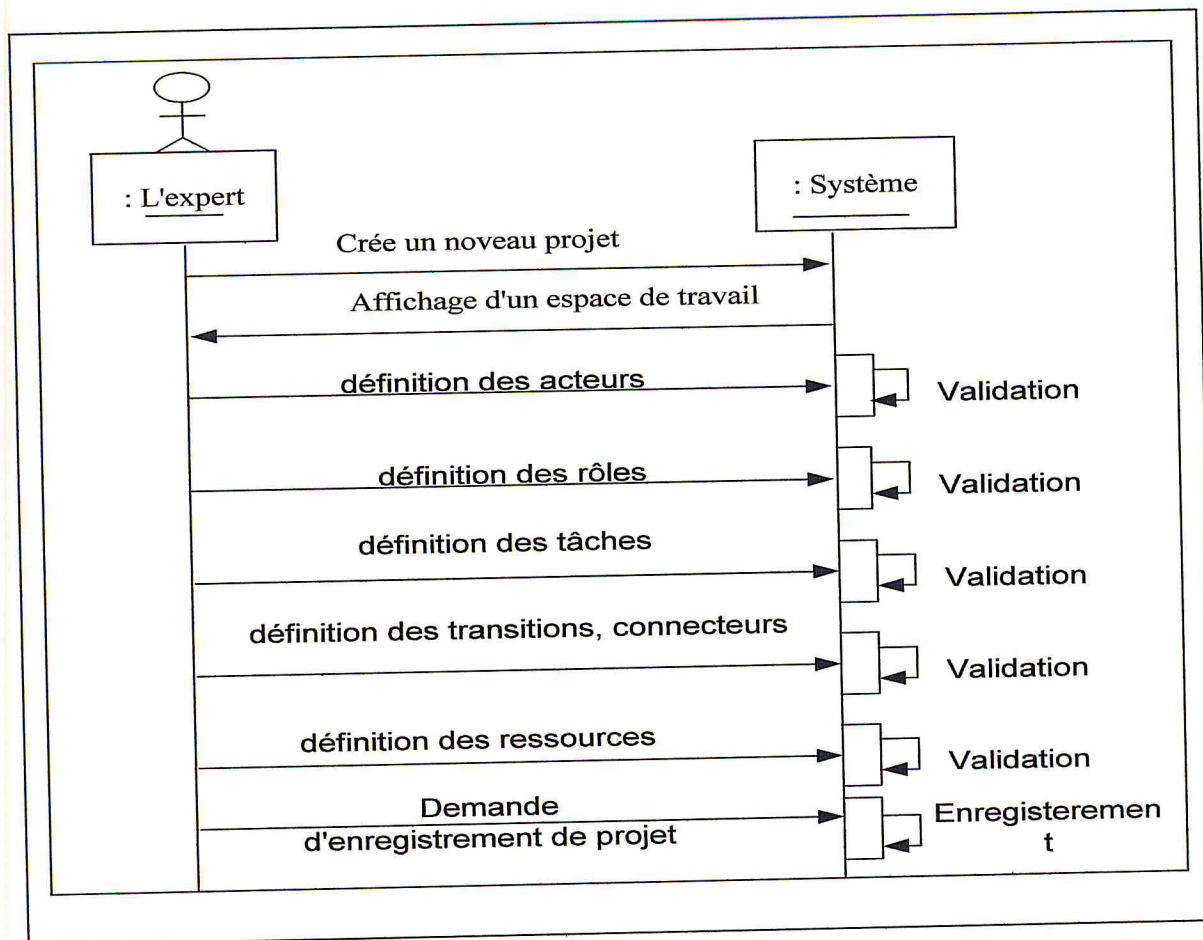 : L'expert
: Système
Crée un noveau projet
Affichage d'un espace de travail
définition des acteurs
Validation
définition des rôles
Validation
définition des tâches
Validation
définition des transitions, connecteurs
Validation
définition des ressources
Validation
Demande
d'enregistrement de projet
Enregisteremen
t